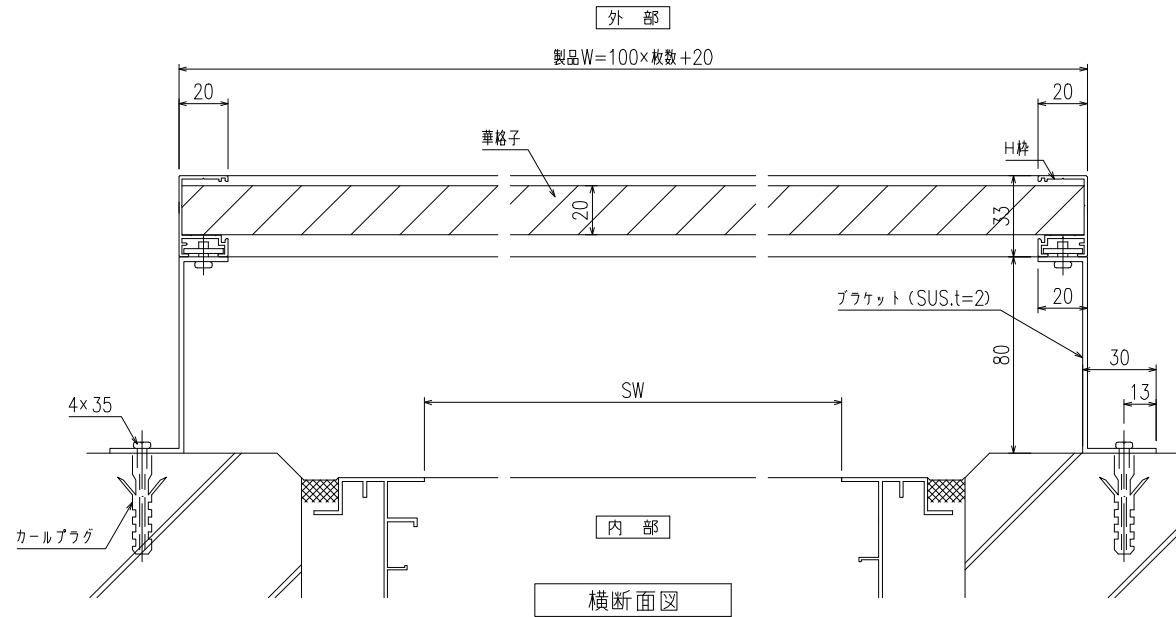 外 部
製品W=100×枚数+20
20
20
華格子
H枠
20
33
ブラケット(SUS.t=2)
20
80
30
13
SW
4×35
カールプラグ
内 部
横断面図